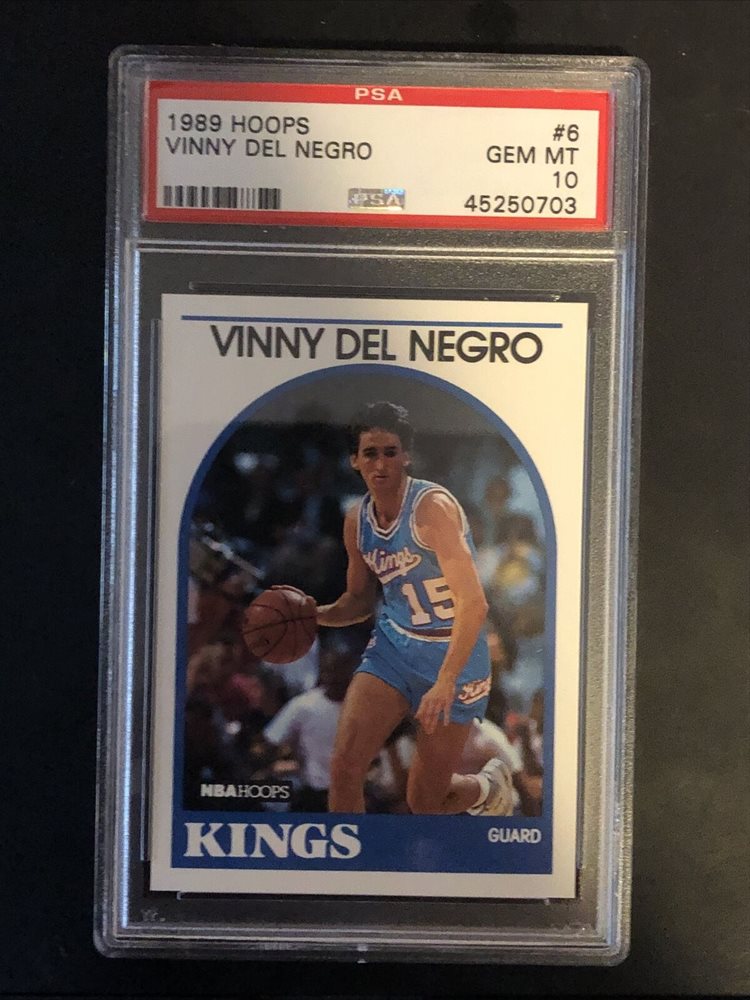 PSA
1989 HOOPS #6
VINNY DEL NEGRO GEM MT
10
PSA 45250703
VINNY DEL NEGRO
Kings
15
Kings
NBA HOOPS
KINGS GUARD